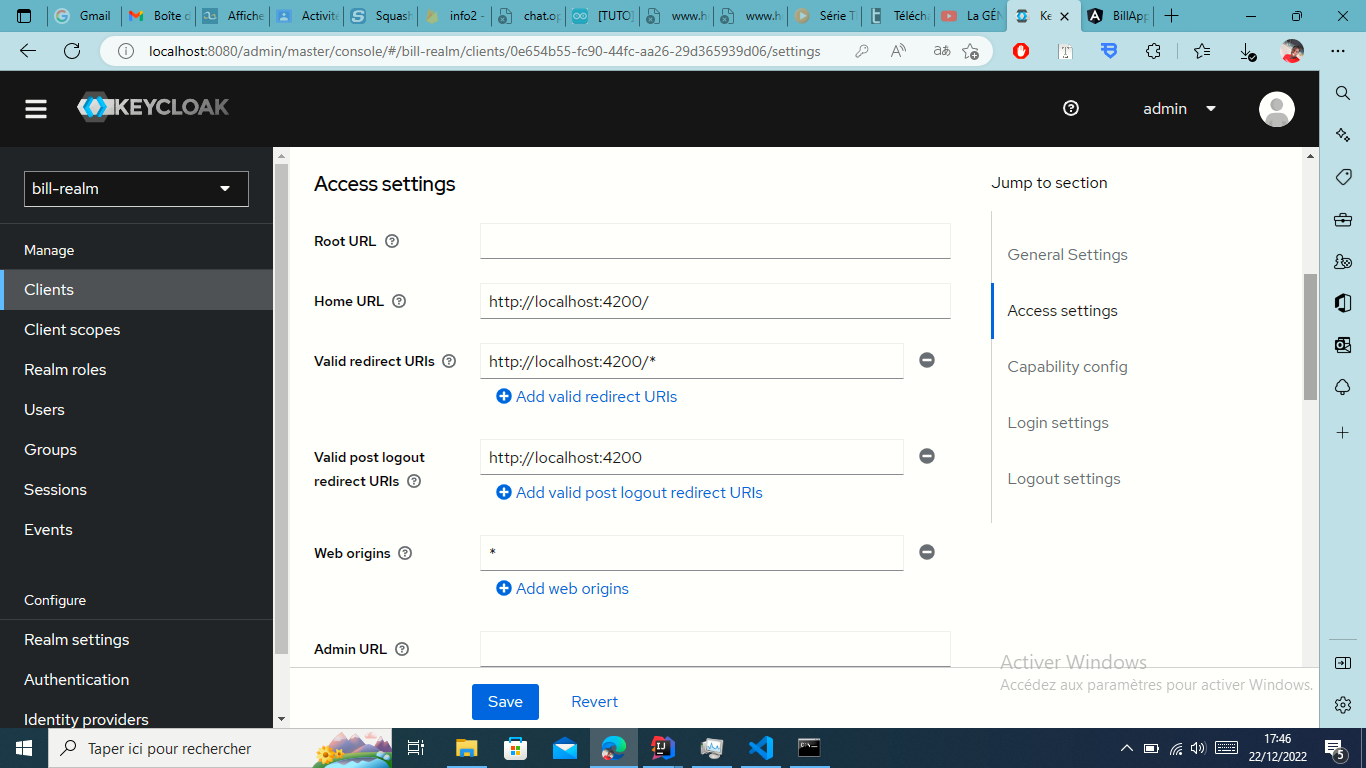 Gmail
Boîte d
Affiche
Activité
Squash
info2 -
chat.op
[TUTO]
www.h
www.h
Série T
Télécha
La GÉN
Ke
BillApp
localhost:8080/admin/master/console/#/bill-realm/clients/0e654b55-fc90-44fc-aa26-29d365939d06/settings
KEYCLOAK
admin
bill-realm
Manage
Clients
Client scopes
Realm roles
Users
Groups
Sessions
Events
Configure
Realm settings
Authentication
Identity providers
Access settings
Root URL
Home URL
http://localhost:4200/
Valid redirect URIs
http://localhost:4200/*
Add valid redirect URIs
Valid post logout
redirect URIs
http://localhost:4200
Add valid post logout redirect URIs
Web origins
*
Add web origins
Admin URL
Save
Revert
Jump to section
General Settings
Access settings
Capability config
Login settings
Logout settings
Activer Windows
Accédez aux paramètres pour activer Windows.
Taper ici pour rechercher
17:46
22/12/2022
5